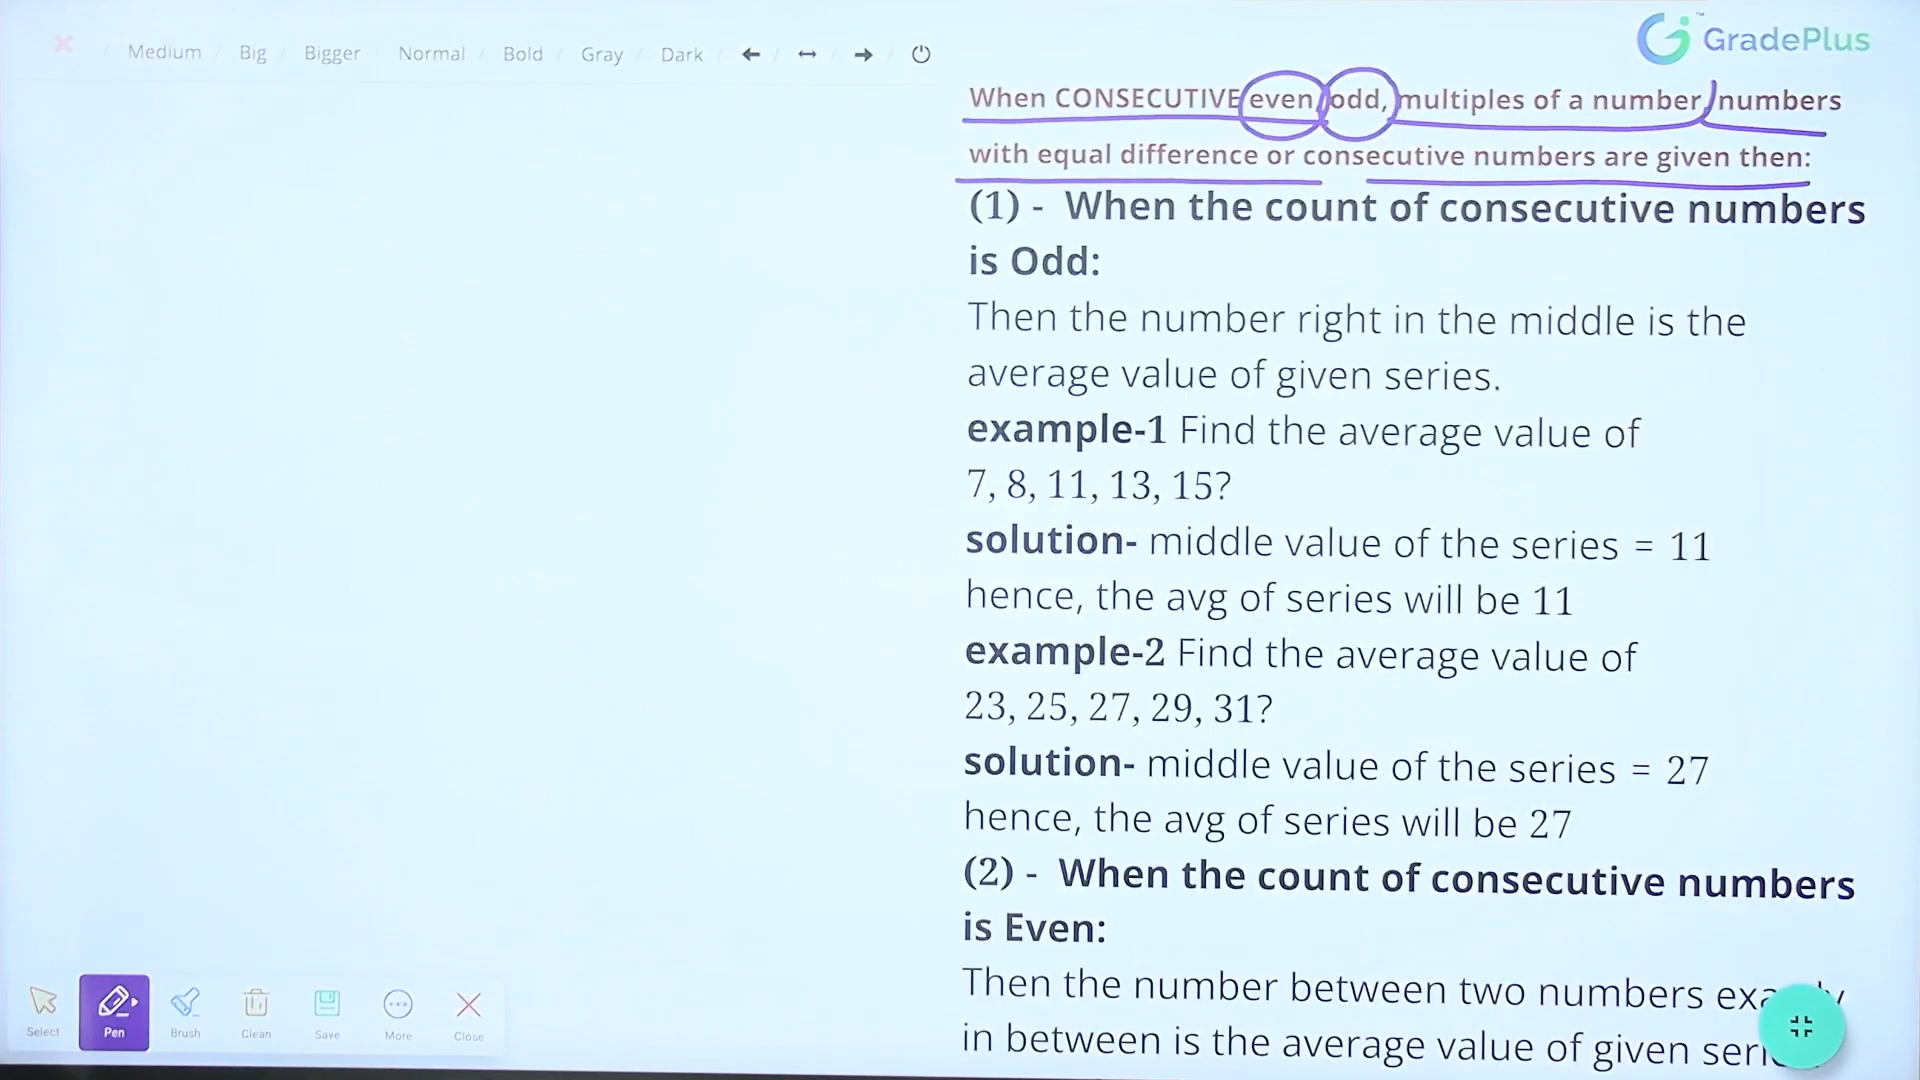 Medium / Big / Bigger / Normal / Bold / Gray / Dark
GradePlus™
When CONSECUTIVE even, odd, multiples of a number, numbers
with equal difference or consecutive numbers are given then:
(1) - When the count of consecutive numbers
is Odd:
Then the number right in the middle is the
average value of given series.
example-1 Find the average value of
7, 8, 11, 13, 15?
solution- middle value of the series = 11
hence, the avg of series will be 11
example-2 Find the average value of
23, 25, 27, 29, 31?
solution- middle value of the series = 27
hence, the avg of series will be 27
(2) - When the count of consecutive numbers
is Even:
Then the number between two numbers
in between is the average value of given
Select Pen Brush Clean Save More Close